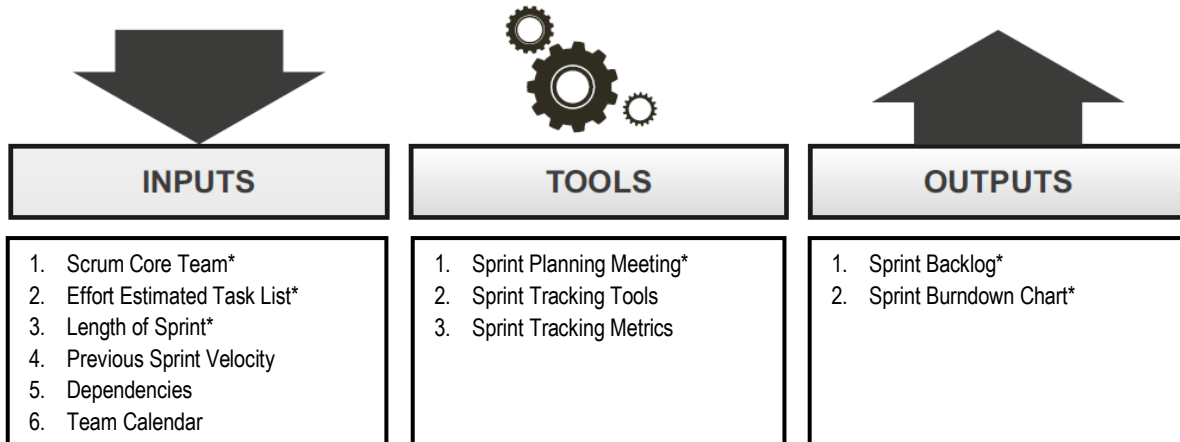 INPUTS
TOOLS
OUTPUTS
1. Scrum Core Team*
2. Effort Estimated Task List*
3. Length of Sprint*
4. Previous Sprint Velocity
5. Dependencies
6. Team Calendar
1. Sprint Planning Meeting*
2. Sprint Tracking Tools
3. Sprint Tracking Metrics
1. Sprint Backlog*
2. Sprint Burndown Chart*